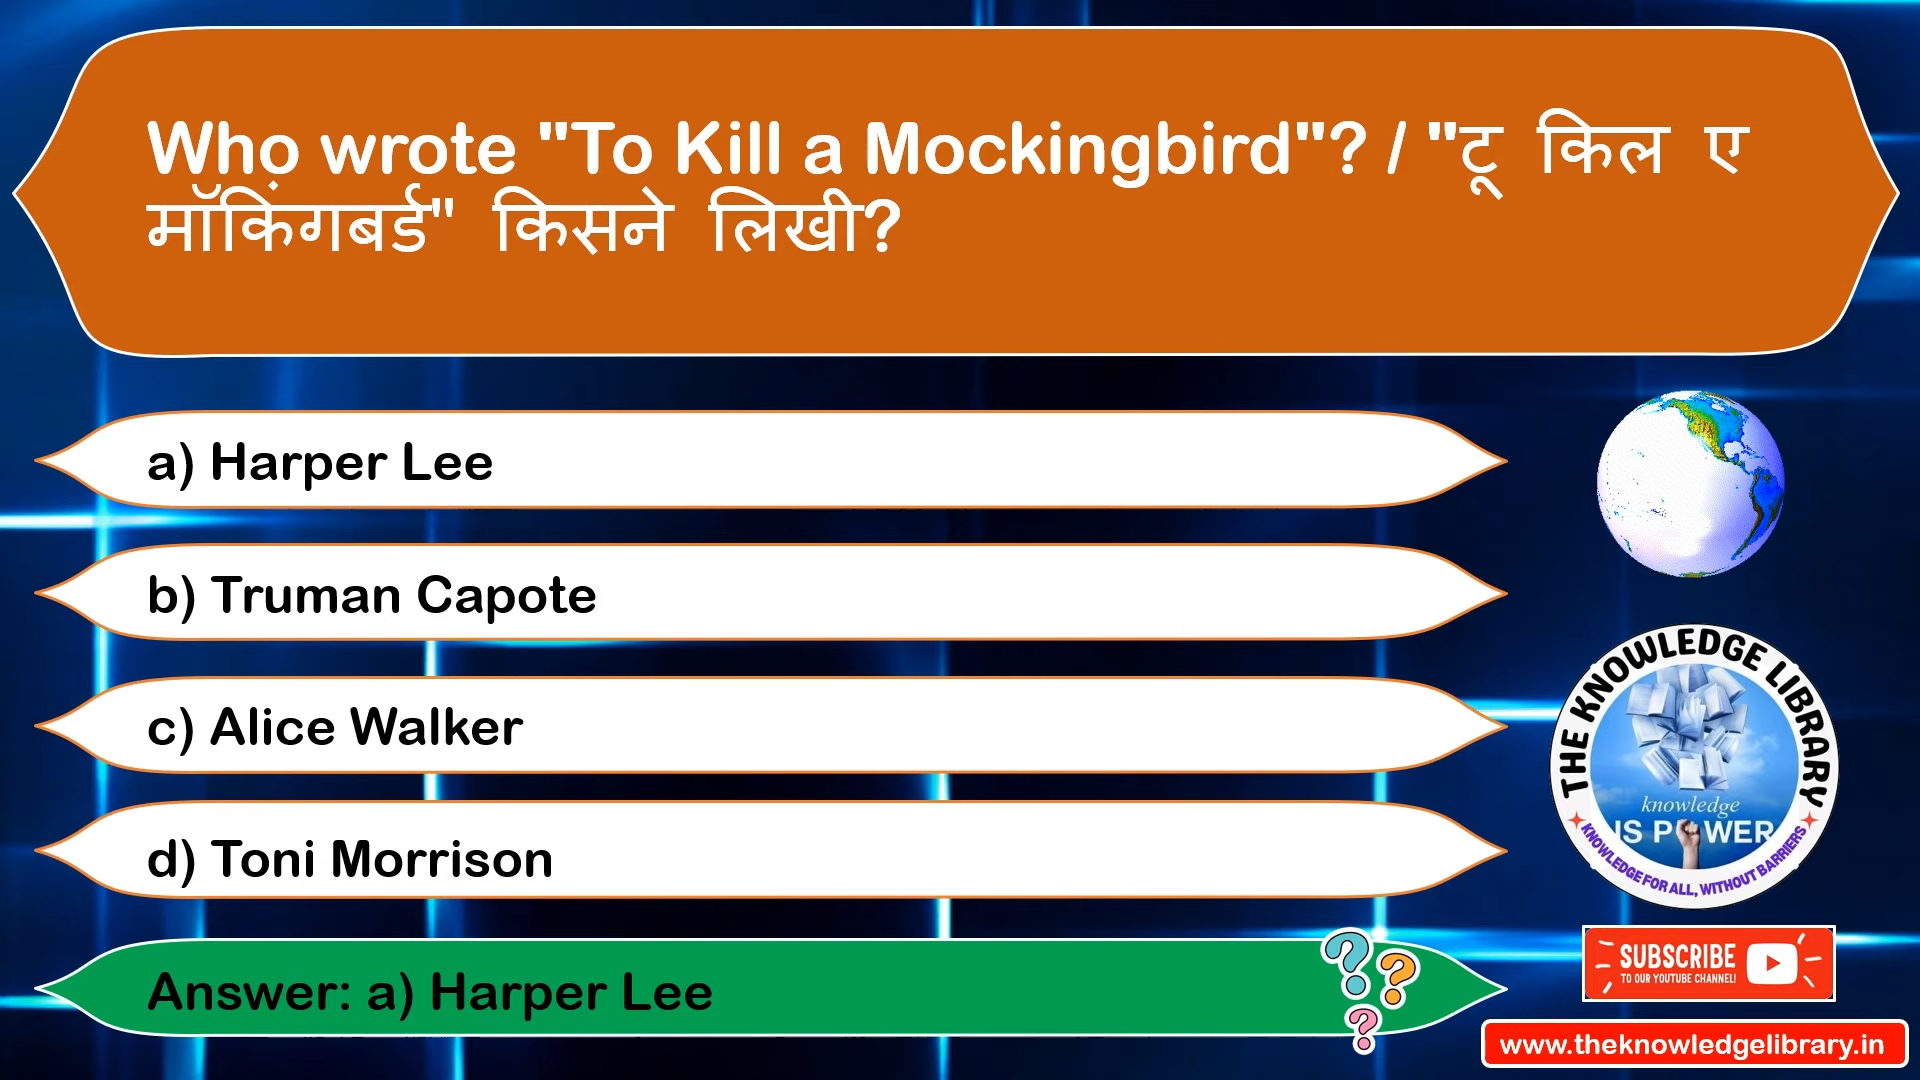 Who wrote "To Kill a Mockingbird"? / "टू किल ए
मॉकिंगबर्ड" किसने लिखी?
a) Harper Lee
b) Truman Capote
c) Alice Walker
d) Toni Morrison
Answer: a) Harper Lee
THE KNOWLEDGE LIBRARY
knowledge
IS POWER
KNOWLEDGE FOR ALL, WITHOUT BARRIERS
SUBSCRIBE
TO OUR YOUTUBE CHANNEL!
www.theknowledgelibrary.in